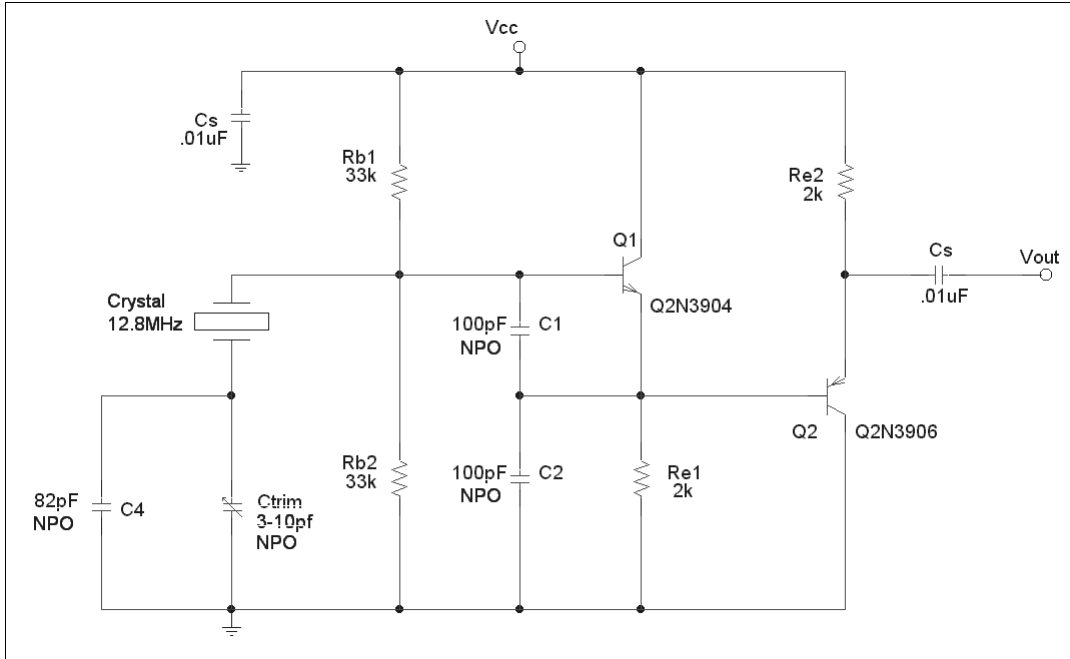 Vcc
Cs
.01uF
Rb1
33k
Re2
2k
Q1
Q2N3904
Cs
.01uF
Vout
Crystal
12.8MHz
100pF
NPO
C1
Q2
Q2N3906
82pF
NPO
C4
Ctrim
3-10pf
NPO
Rb2
33k
100pF
NPO
C2
Re1
2k